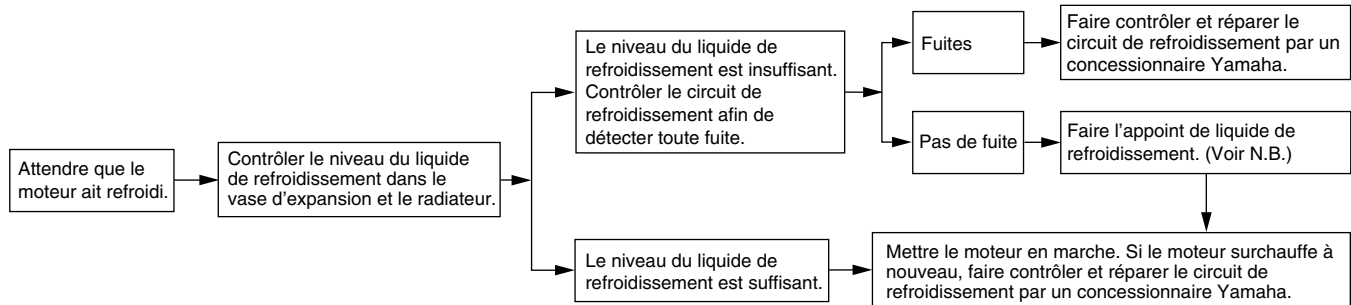 Attendre que le
moteur ait refroidi.
Contrôler le niveau du liquide
de refroidissement dans le
vase d'expansion et le radiateur.
Le niveau du liquide de
refroidissement est insuffisant.
Contrôler le circuit de
refroidissement afin de
détecter toute fuite.
Fuites
Faire contrôler et réparer le
circuit de refroidissement par un
concessionnaire Yamaha.
Pas de fuite
Faire l'appoint de liquide de
refroidissement. (Voir N.B.)
Le niveau du liquide de
refroidissement est suffisant.
Mettre le moteur en marche. Si le moteur surchauffe à
nouveau, faire contrôler et réparer le circuit de
refroidissement par un concessionnaire Yamaha.